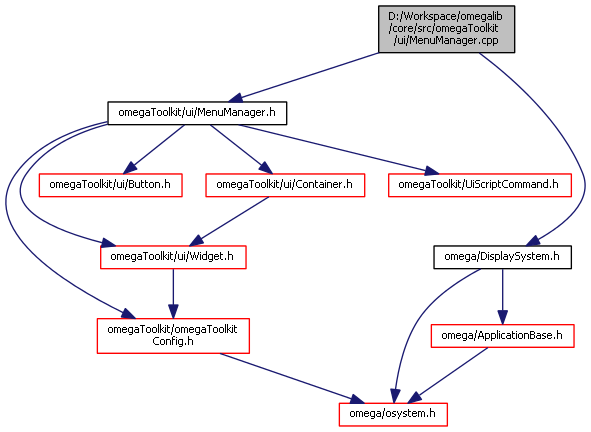 D:/Workspace/omegalib
/core/src/omegaToolkit
/ui/MenuManager.cpp
omegaToolkit/ui/MenuManager.h
omegaToolkit/ui/Button.h
omegaToolkit/ui/Container.h
omegaToolkit/UiScriptCommand.h
omegaToolkit/ui/Widget.h
omega/DisplaySystem.h
omegaToolkit/omegaToolkit
Config.h
omega/ApplicationBase.h
omega/osystem.h